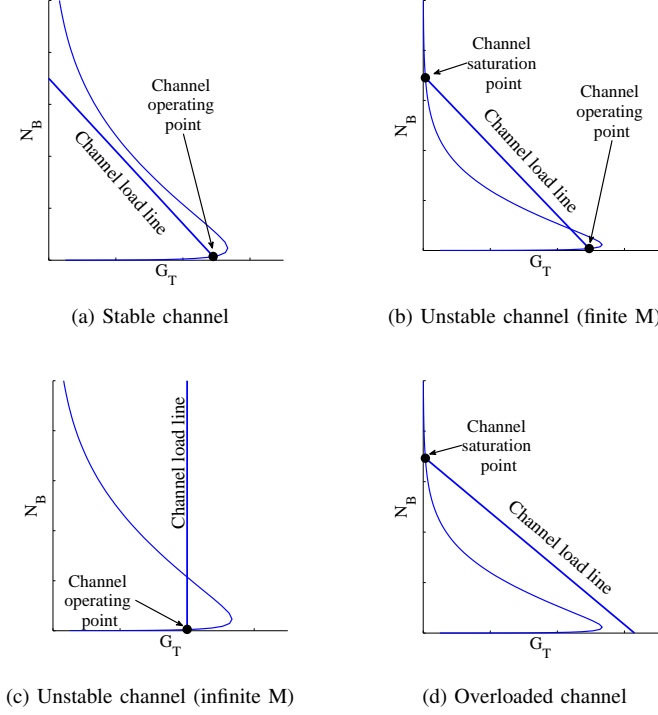 Channel
operating
point
N_B
Channel load line
G_T
(a) Stable channel
Channel
saturation
point
Channel
operating
point
N_B
Channel load line
G_T
(b) Unstable channel (finite M)
Channel load line
N_B
Channel
operating
point
G_T
(c) Unstable channel (infinite M)
Channel
saturation
point
N_B
Channel load line
G_T
(d) Overloaded channel